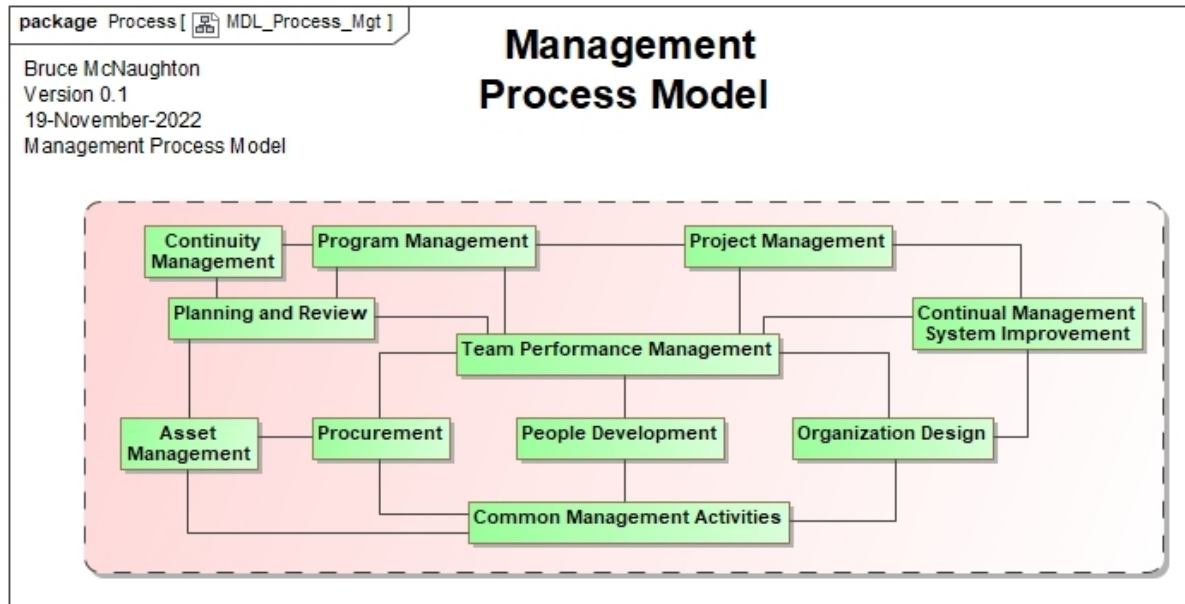 package Process [ MDL_Process_Mgt ]
Management
Process Model
Bruce McNaughton
Version 0.1
19-November-2022
Management Process Model
Continuity
Management
Program Management
Project Management
Planning and Review
Continual Management
System Improvement
Team Performance Management
Asset
Management
Procurement
People Development
Organization Design
Common Management Activities